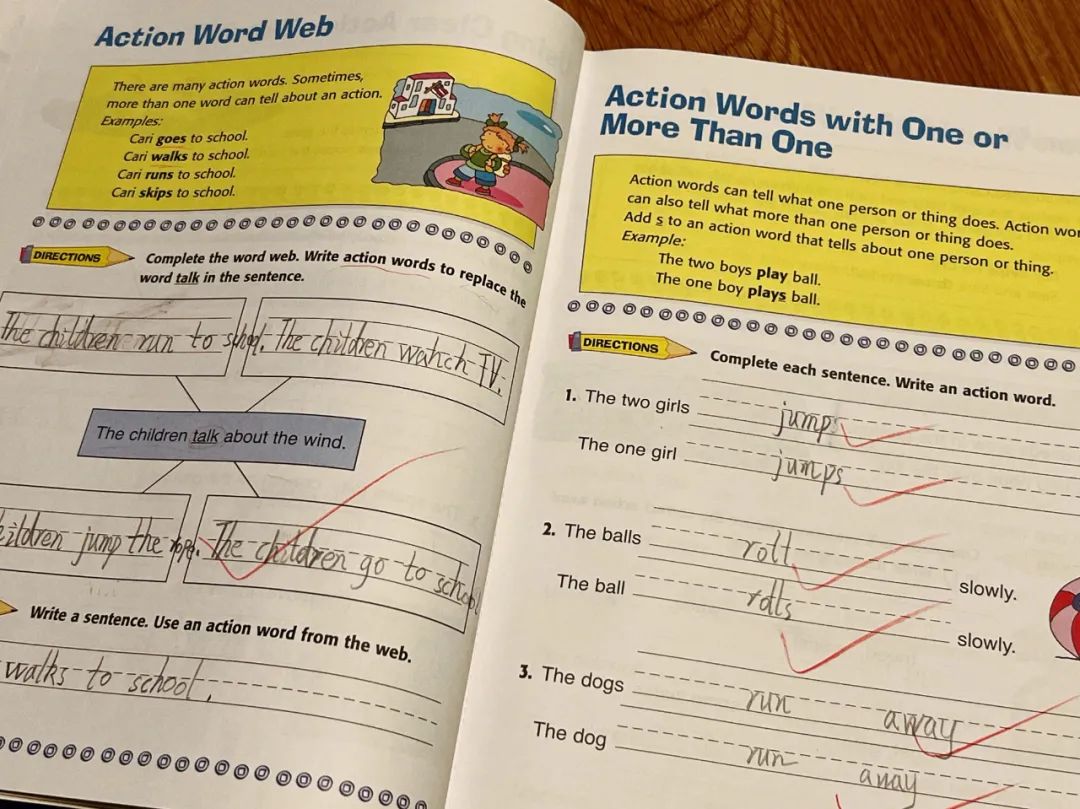 Action Word Web
There are many action words. Sometimes,
more than one word can tell about an action.
Examples:
Cari goes to school.
Cari walks to school.
Cari runs to school.
Cari skips to school.
DIRECTIONS
Complete the word web. Write action words to replace the
word talk in the sentence.
The children run to
The children wahch TV.
The children talk about the wind.
jump the
The children go to school
Write a sentence. Use an action word from the web.
walks to school.
Action Words with One or
More Than One
Action words can tell what one person or thing does. Action wor
can also tell what more than one person or thing does.
Add s to an action word that tells about one person or thing.
Example:
The two boys play ball.
The one boy plays ball.
DIRECTIONS
Complete each sentence. Write an action word.
1. The two girls jump
The one girl jumps
2. The balls roll slowly.
The ball rolls slowly.
3. The dogs run away
The dog run away